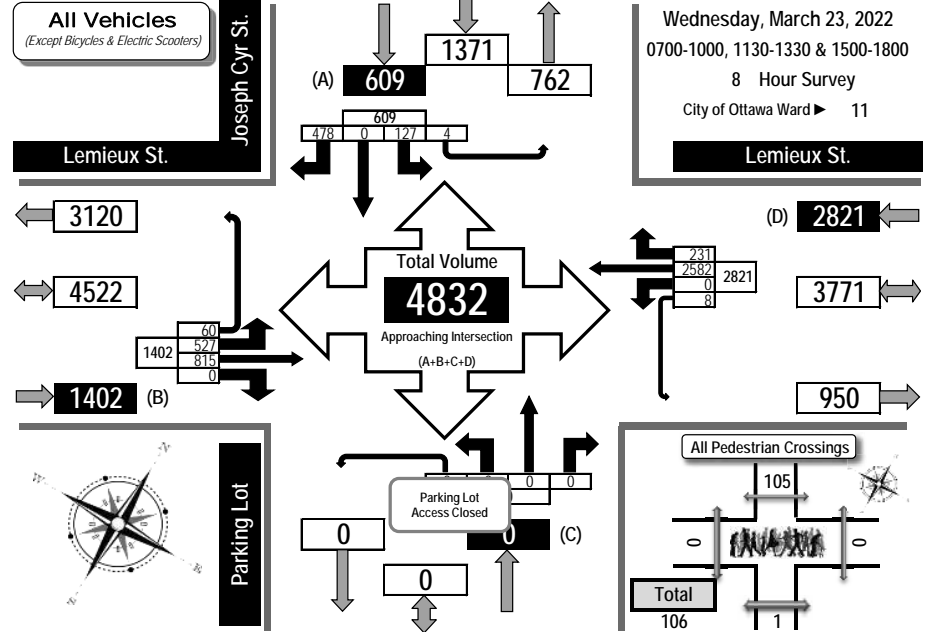 All Vehicles
(Except Bicycles & Electric Scooters)
Joseph Cyr St.
Lemieux St.
1371
(A) 609
762
609
478 0 127 4
Wednesday, March 23, 2022
0700-1000, 1130-1330 & 1500-1800
8 Hour Survey
City of Ottawa Ward ► 11
Lemieux St.
3120
4522
60
1402 527
815
0
1402 (B)
Total Volume
4832
Approaching Intersection
(A+B+C+D)
(D) 2821
231
2582 2821
0
8
3771
950
N
W
E
S
Parking Lot
0 0
Parking Lot
Access Closed
0
0 (C)
0
All Pedestrian Crossings
105
0
0
Total
106
1